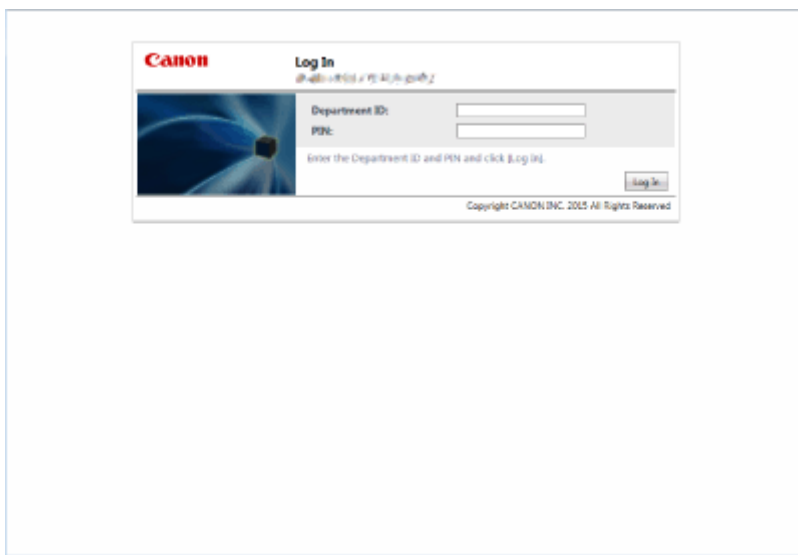 Canon
Log In
Department ID:
PIN:
Enter the Department ID and PIN and click [Log In].
Log In
Copyright CANON INC. 2015 All Rights Reserved